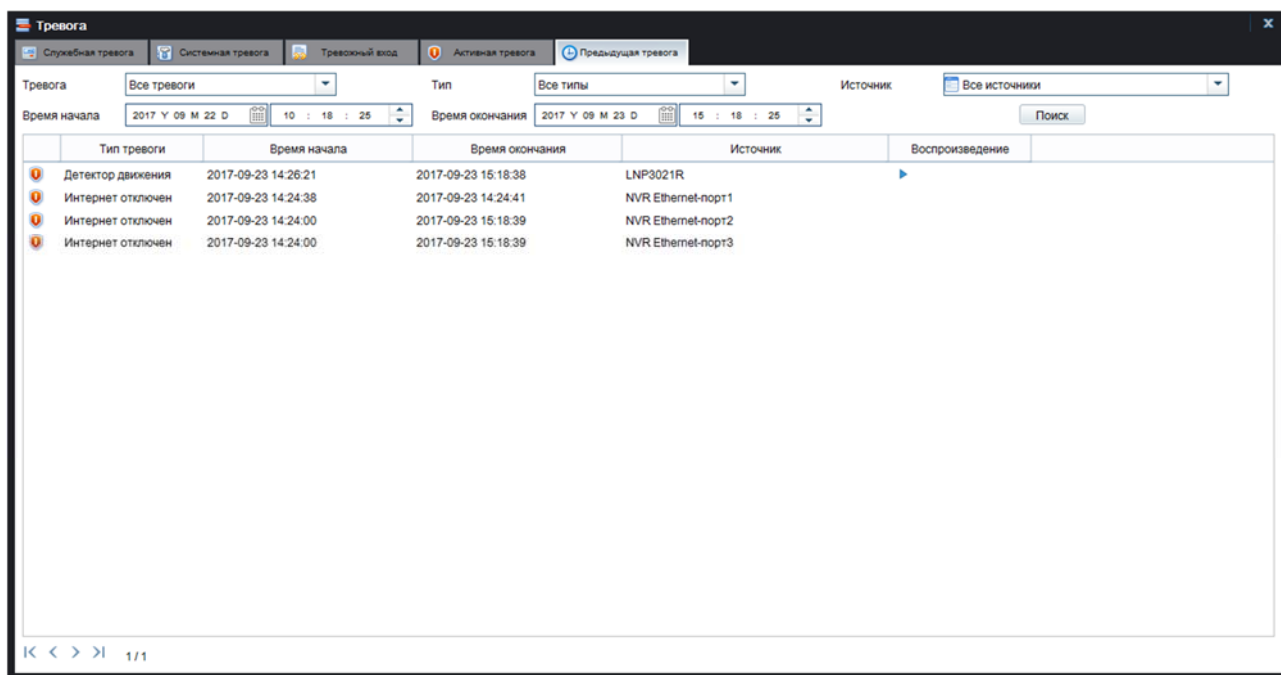 Тревога x
Служебная тревога Системная тревога Тревожный вход Активная тревога Предыдущая тревога
Тревога Все тревоги Тип Все типы Источник Все источники
Время начала 2017 Y 09 M 22 D 10 : 18 : 25 Время окончания 2017 Y 09 M 23 D 15 : 18 : 25 Поиск
Тип тревоги Время начала Время окончания Источник Воспроизведение
Детектор движения 2017-09-23 14:26:21 2017-09-23 15:18:38 LNP3021R
Интернет отключен 2017-09-23 14:24:38 2017-09-23 14:24:41 NVR Ethernet-порт1
Интернет отключен 2017-09-23 14:24:00 2017-09-23 15:18:39 NVR Ethernet-порт2
Интернет отключен 2017-09-23 14:24:00 2017-09-23 15:18:39 NVR Ethernet-порт3
1/1